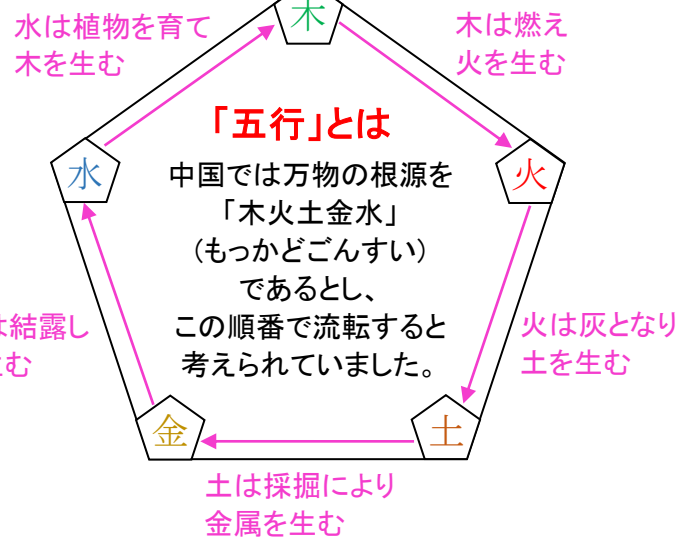 水は植物を育て
木を生む
木
木は燃え
火を生む
「五行」とは
水
中国では万物の根源を
「木火土金水」
(もっかどごんすい)
であるとし、
この順番で流転すると
考えられていました。
火
結露し
む
火は灰となり
土を生む
金
土
土は採掘により
金属を生む